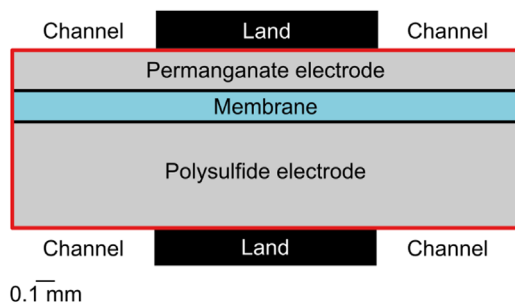 Channel Land Channel
Permanganate electrode
Membrane
Polysulfide electrode
Channel Land Channel
0.1 mm